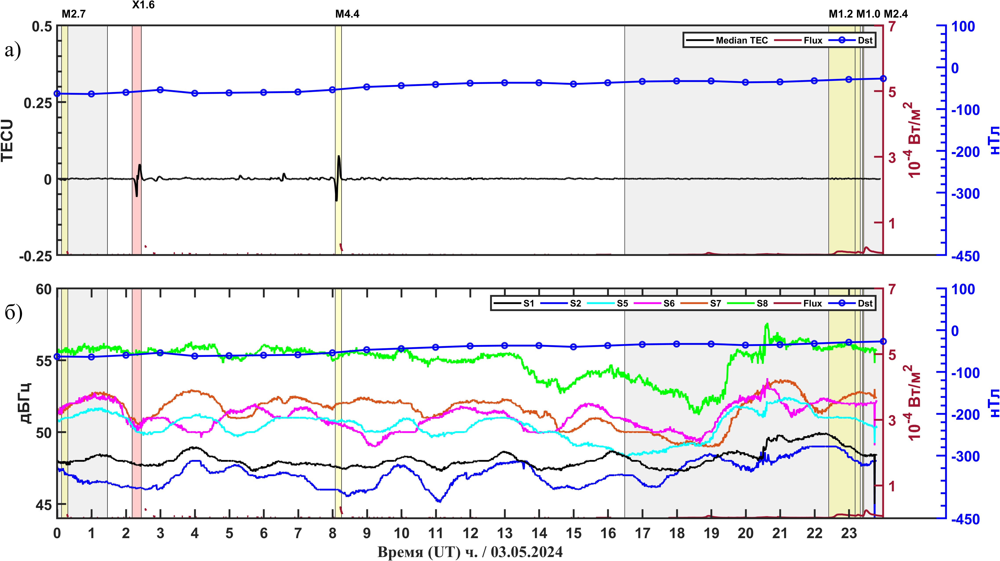 X1.6
M2.7 M4.4 M1.2 M1.0 M2.4
а)
0.5
0.25
0
-0.25
TECU
Median TEC Flux Dst
7
5
3
1
10-4 Вт/м2
100
0
-100
-200
-300
-450
нТл
б)
60
55
50
45
дБГц
S1 S2 S5 S6 S7 S8 Flux Dst
7
5
3
1
10-4 Вт/м2
100
0
-100
-200
-300
-450
нТл
0 1 2 3 4 5 6 7 8 9 10 11 12 13 14 15 16 17 18 19 20 21 22 23
Время (UT) ч. / 03.05.2024